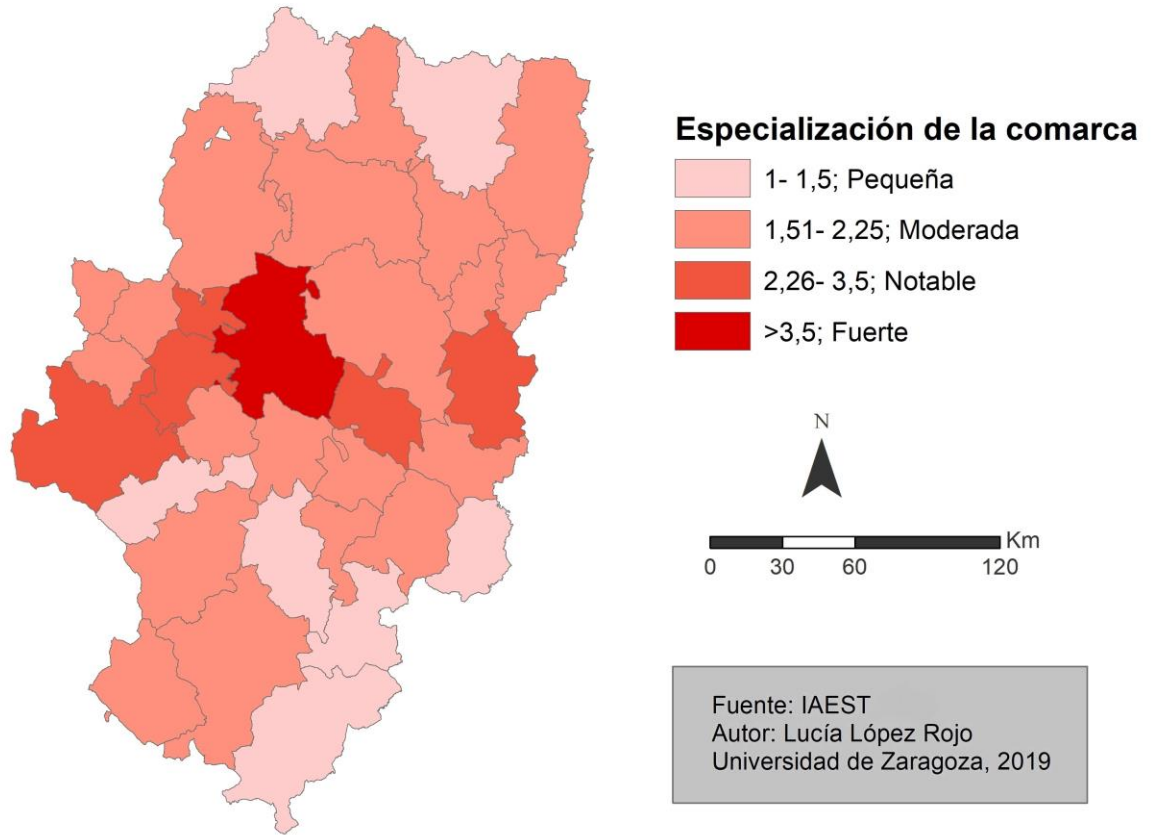 Especialización de la comarca
1- 1,5; Pequeña
1,51- 2,25; Moderada
2,26- 3,5; Notable
>3,5; Fuerte
N
Km
0 30 60 120
Fuente: IAEST
Autor: Lucía López Rojo
Universidad de Zaragoza, 2019